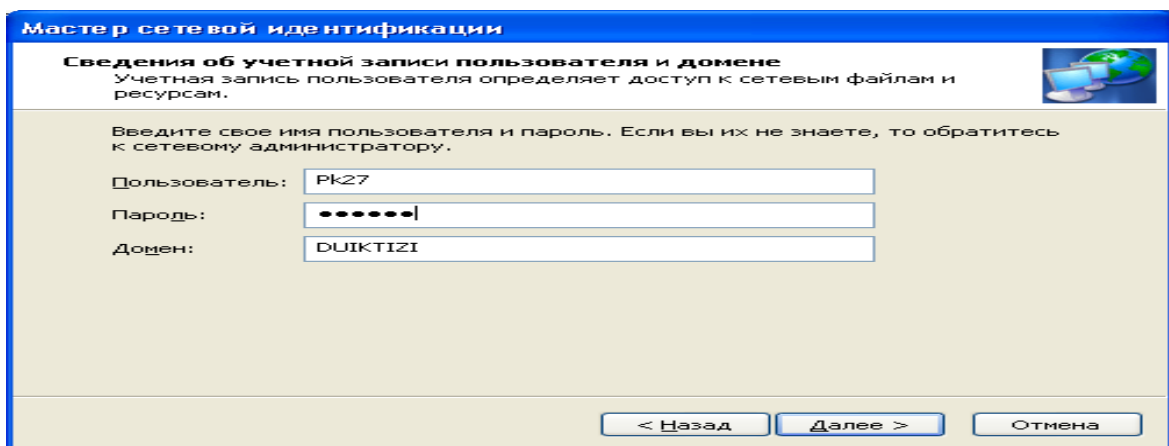 Мастер сетевой идентификации
Сведения об учетной записи пользователя и домене
Учетная запись пользователя определяет доступ к сетевым файлам и
ресурсам.
Введите свое имя пользователя и пароль. Если вы их не знаете, то обратитесь
к сетевому администратору.
Пользователь: Pk27
Пароль: ●●●●●●
Домен: DUIKTIZI
< Назад Далее > Отмена